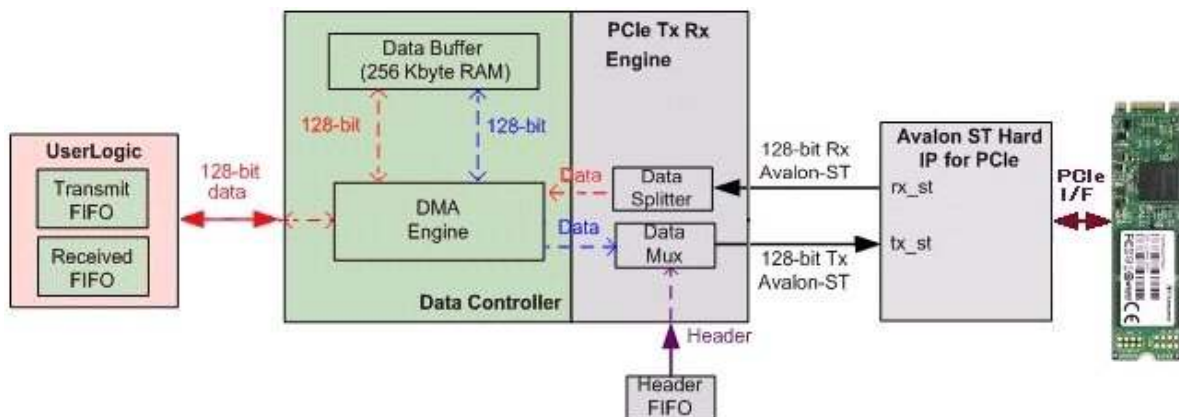 Data Buffer
(256 Kbyte RAM)
PCIe Tx Rx
Engine
128-bit
128-bit
UserLogic
Transmit
FIFO
Received
FIFO
128-bit
data
DMA
Engine
Data
Data
Data
Splitter
Data
Mux
Data Controller
Header
Header
FIFO
128-bit Rx
Avalon-ST
128-bit Tx
Avalon-ST
Avalon ST Hard
IP for PCIe
rx_st
tx_st
PCIe
I/F
CE